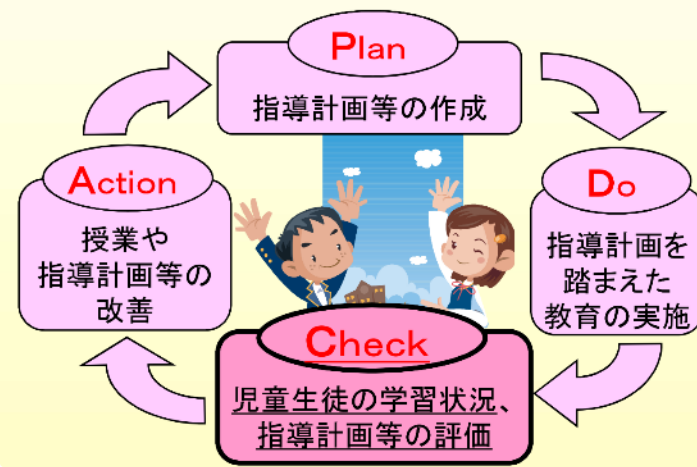 Plan
指導計画等の作成
Do
指導計画を
踏まえた
教育の実施
Check
児童生徒の学習状況、
指導計画等の評価
Action
授業や
指導計画等の
改善